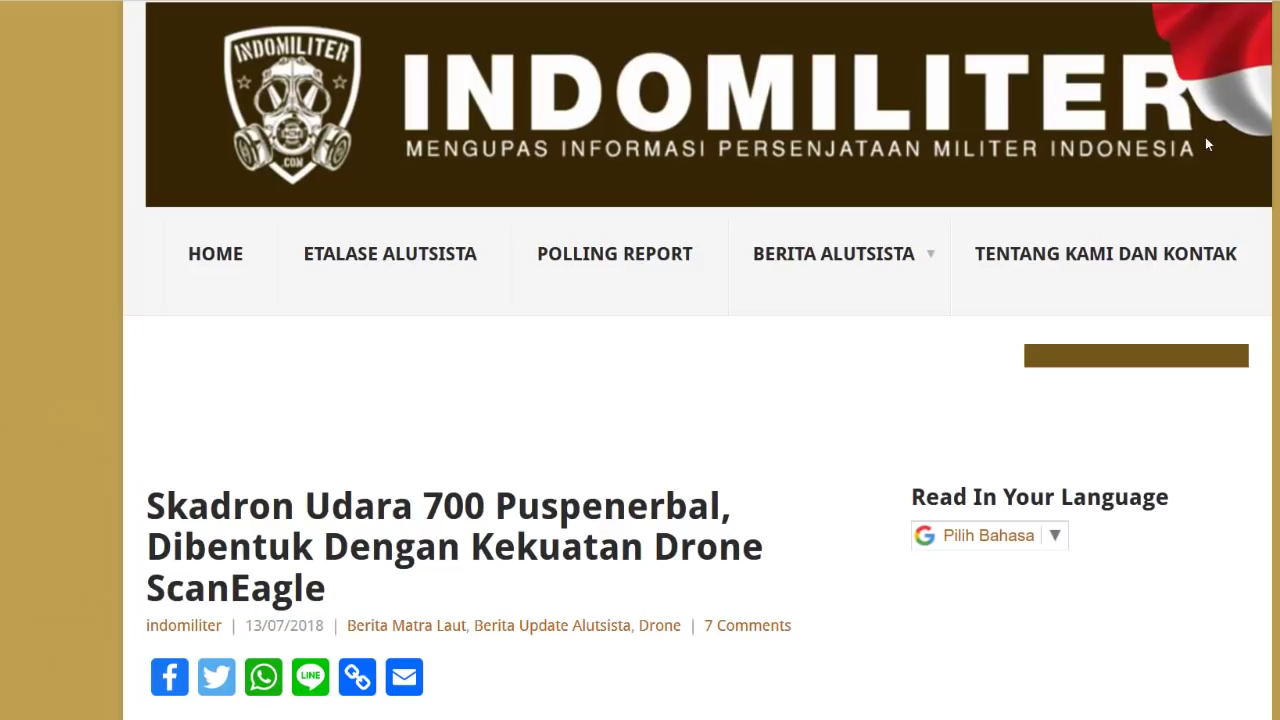 INDOMILITER
.COM
INDOMILITER
MENGUPAS INFORMASI PERSENJATAAN MILITER INDONESIA
HOME ETALASE ALUTSISTA POLLING REPORT BERITA ALUTSISTA ▼ TENTANG KAMI DAN KONTAK
Skadron Udara 700 Puspenerbal,
Dibentuk Dengan Kekuatan Drone
ScanEagle
indomiliter | 13/07/2018 | Berita Matra Laut, Berita Update Alutsista, Drone | 7 Comments
LINE
Read In Your Language
Pilih Bahasa ▼